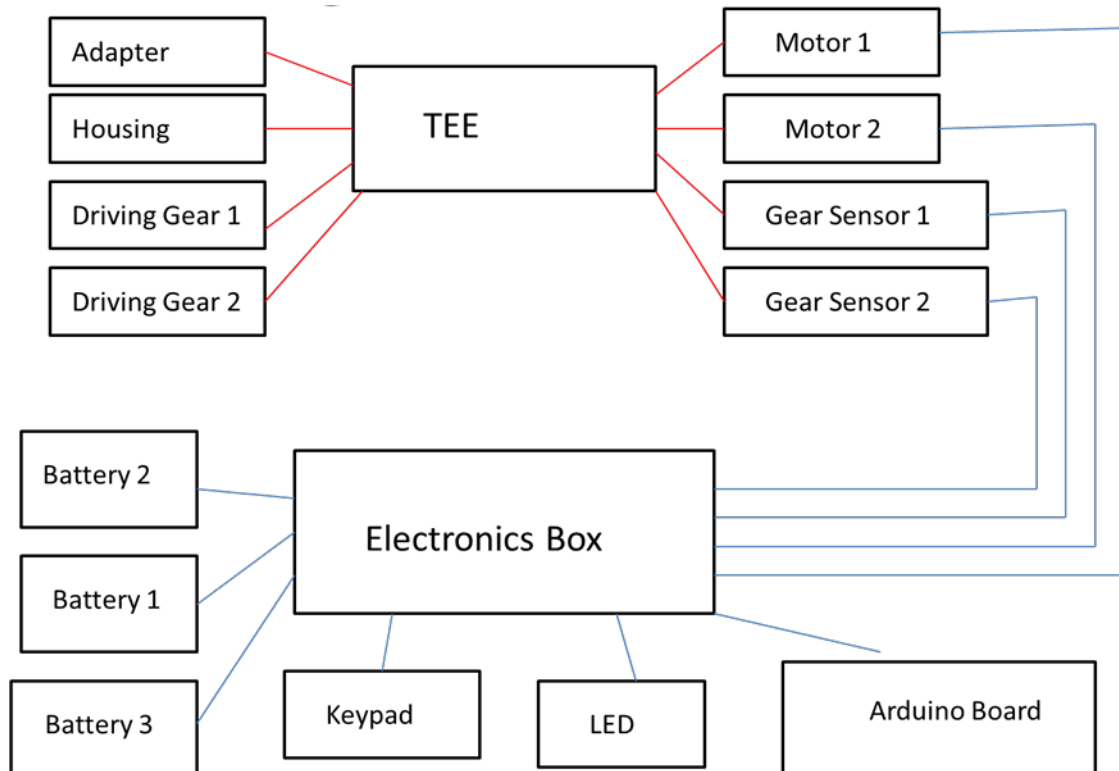 Adapter
Motor 1
TEE
Housing
Motor 2
Driving Gear 1
Gear Sensor 1
Driving Gear 2
Gear Sensor 2
Battery 2
Electronics Box
Battery 1
Battery 3
Keypad
LED
Arduino Board